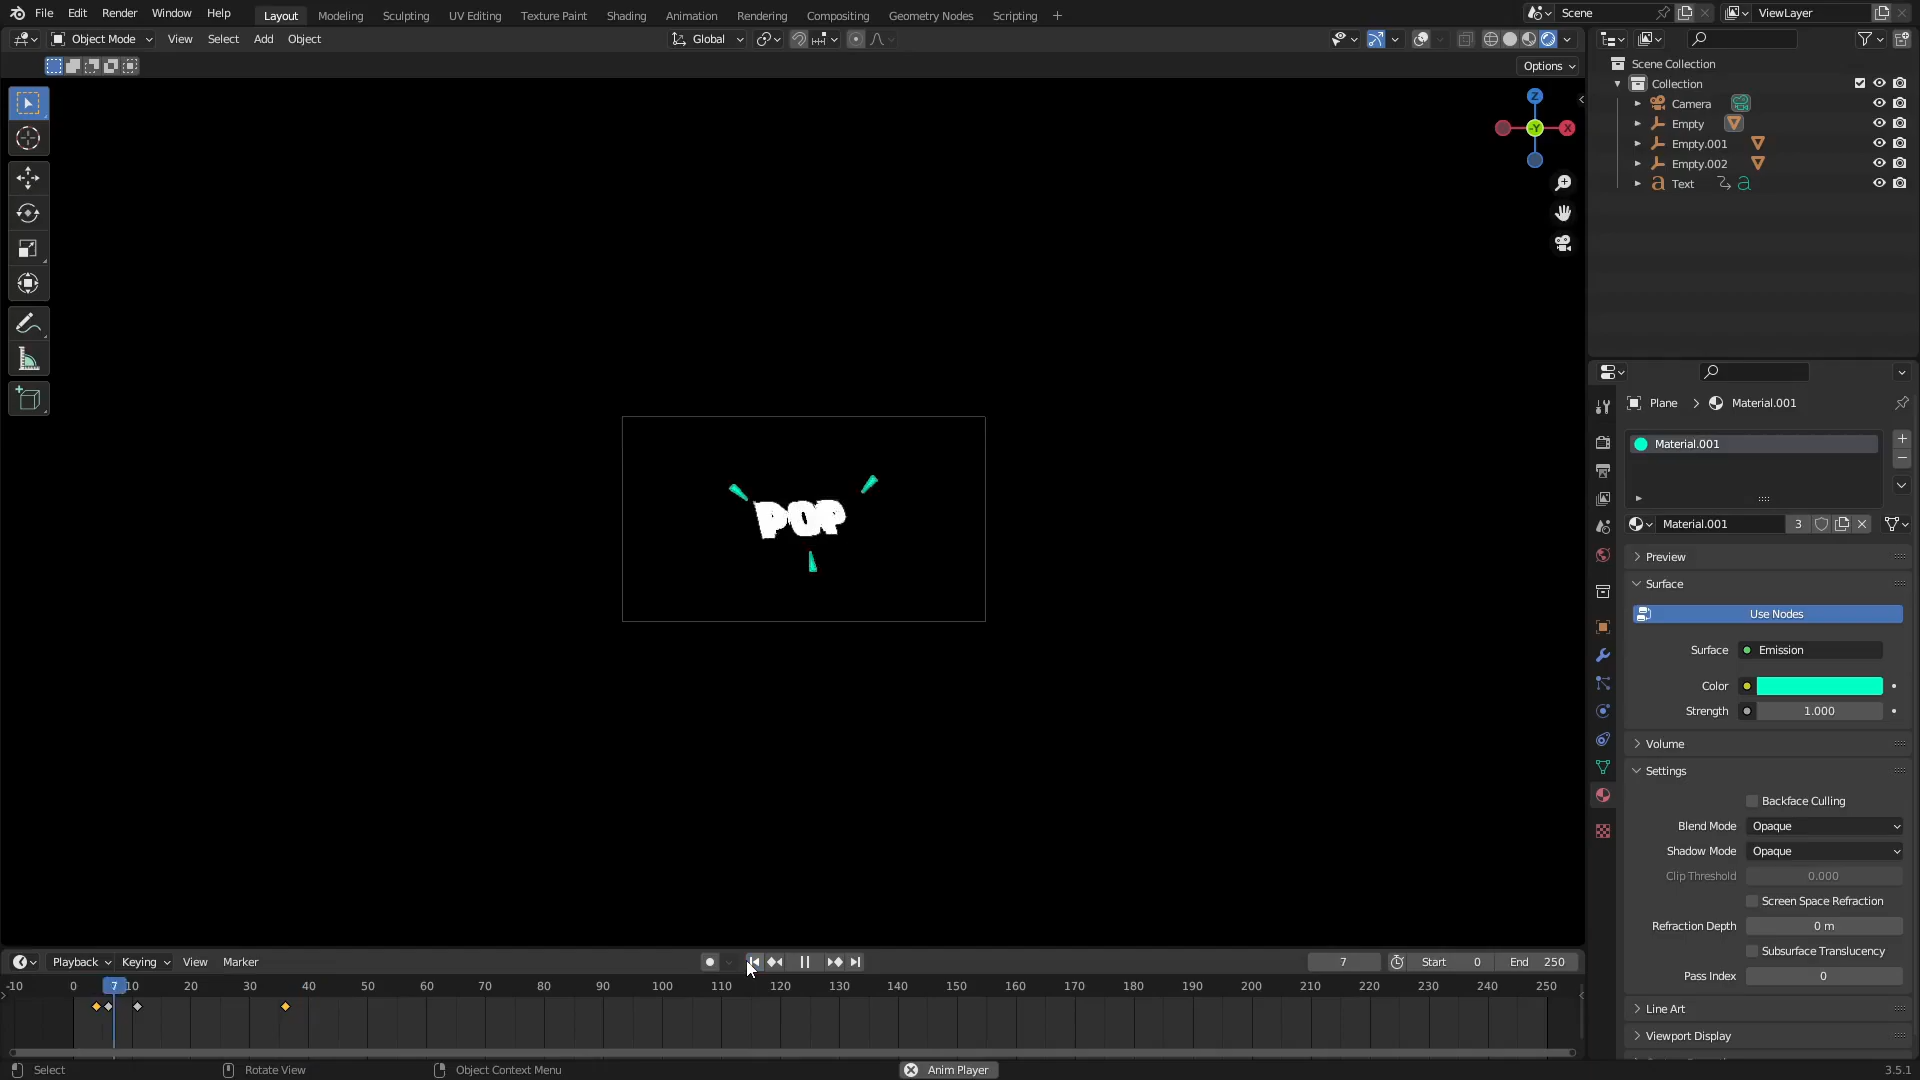 File Edit Render Window Help Layout Modeling Sculpting UV Editing Texture Paint Shading Animation Rendering Compositing Geometry Nodes Scripting + Scene ViewLayer
Object Mode View Select Add Object Global
Options
Z
-Y X
POP
Scene Collection
Collection
Camera
Empty
Empty.001
Empty.002
Text
Plane > Material.001
Material.001
Material.001 3
Preview
Surface
Use Nodes
Surface Emission
Color
Strength 1.000
Volume
Settings
Backface Culling
Blend Mode Opaque
Shadow Mode Opaque
Clip Threshold 0.000
Screen Space Refraction
Refraction Depth 0 m
Subsurface Translucency
Pass Index 0
Line Art
Viewport Display
Playback Keying View Marker 7 Start 0 End 250
-10 0 7 10 20 30 40 50 60 70 80 90 100 110 120 130 140 150 160 170 180 190 200 210 220 230 240 250
Select Rotate View Object Context Menu Anim Player 3.5.1